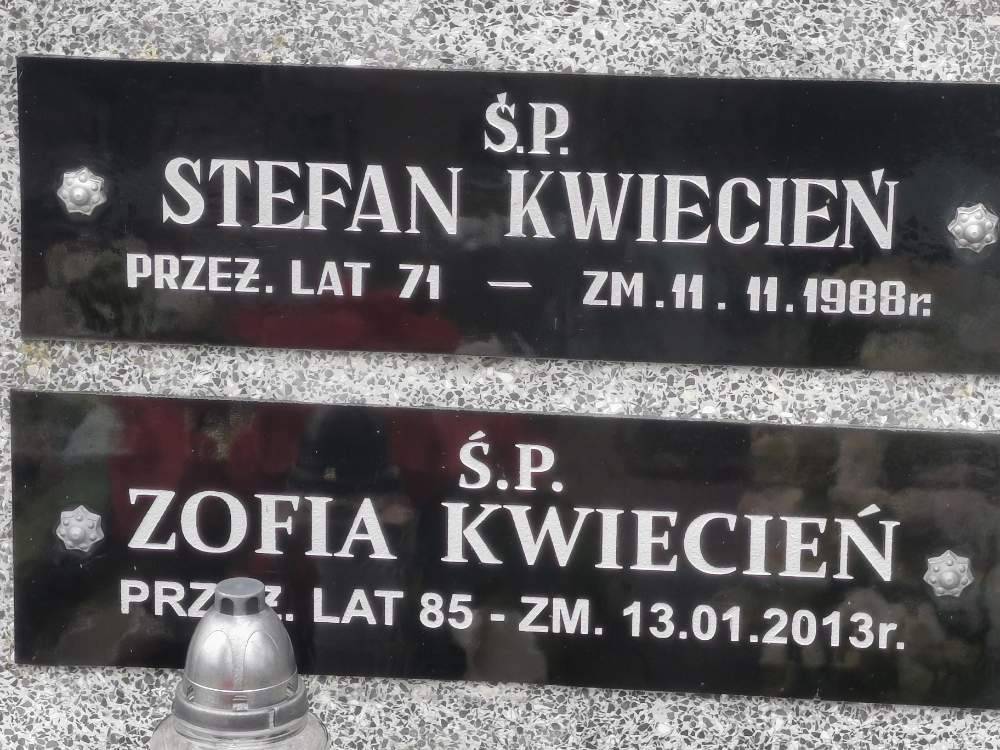 Ś.P.
STEFAN KWIECIEŃ
PRZEŻ. LAT 71 — ZM. 11. 11. 1988r.
Ś.P.
ZOFIA KWIECIEŃ
LAT 85 - ZM. 13.01.2013r.